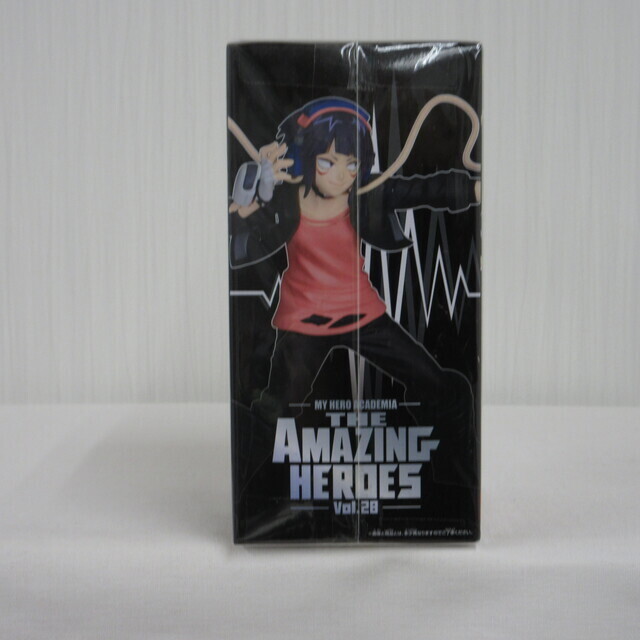 MY HERO ACADEMIA
THE
AMAZING
HEROES
Vol.28